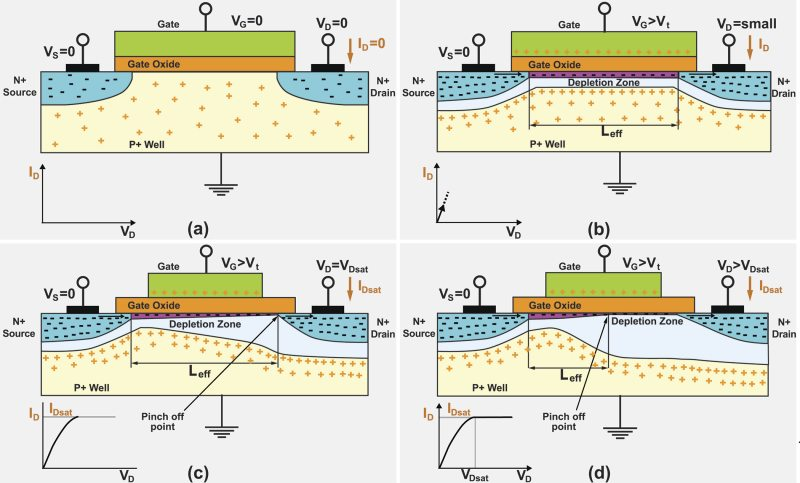 Gate
V_G=0
V_D=0
V_S=0
I_D=0
Gate Oxide
N+
Source
N+
Drain
P+ Well
I_D
V_D
(a)
Gate
V_G>V_t
V_D=small
V_S=0
I_D
Gate Oxide
N+
Source
N+
Drain
Depletion Zone
L_eff
P+ Well
I_D
V_D
(b)
Gate
V_G>V_t
V_D=V_Dsat
V_S=0
I_Dsat
Gate Oxide
N+
Source
N+
Drain
Depletion Zone
L_eff
P+ Well
Pinch off
point
I_D
I_Dsat
V_D
(c)
Gate
V_G>V_t
V_D>V_Dsat
V_S=0
I_Dsat
Gate Oxide
N+
Source
N+
Drain
Depletion Zone
L_eff
P+ Well
Pinch off
point
I_D
I_Dsat
V_Dsat
V_D
(d)